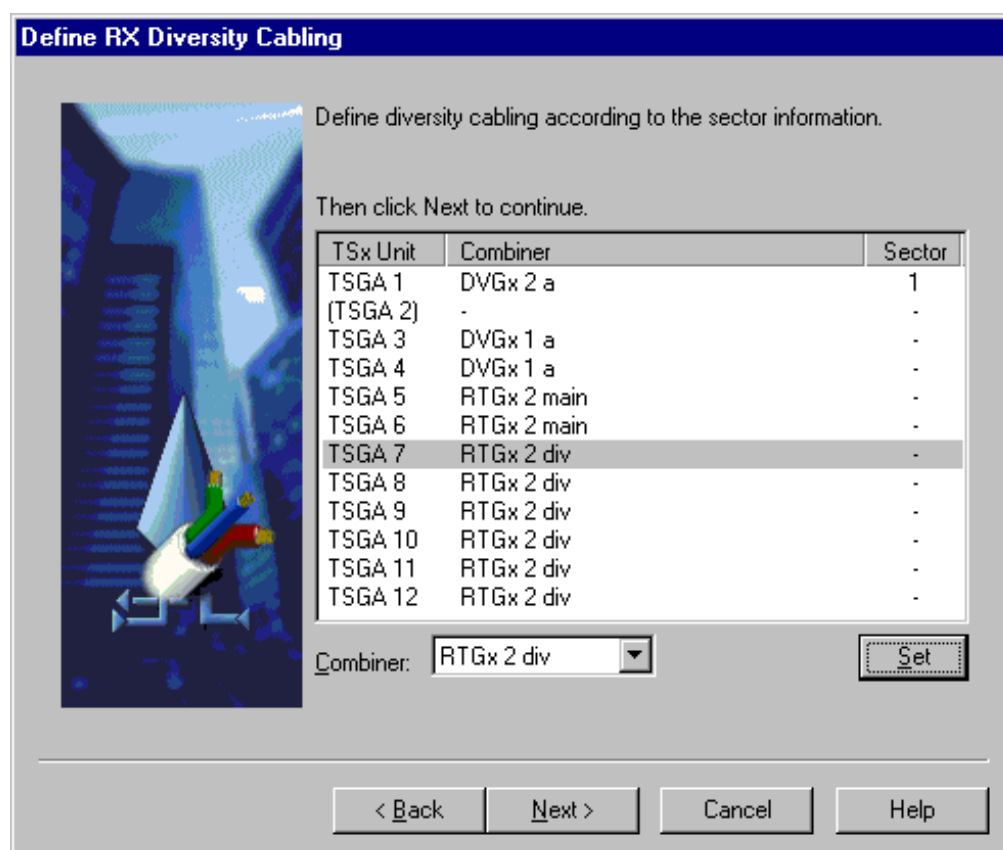 Define RX Diversity Cabling
Define diversity cabling according to the sector information.
Then click Next to continue.
TSx Unit Combiner Sector
TSGA 1 DVGx 2 a 1
(TSGA 2) - -
TSGA 3 DVGx 1 a -
TSGA 4 DVGx 1 a -
TSGA 5 RTGx 2 main -
TSGA 6 RTGx 2 main -
TSGA 7 RTGx 2 div -
TSGA 8 RTGx 2 div -
TSGA 9 RTGx 2 div -
TSGA 10 RTGx 2 div -
TSGA 11 RTGx 2 div -
TSGA 12 RTGx 2 div -
Combiner: RTGx 2 div Set
< Back Next > Cancel Help